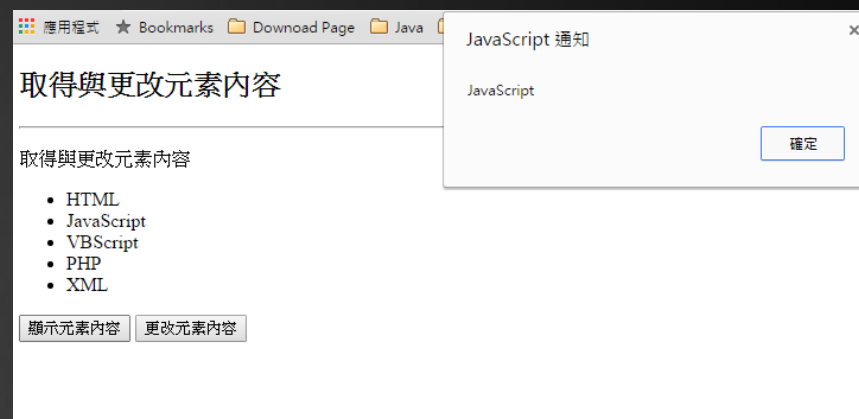 應用程式 Bookmarks Downoad Page Java
JavaScript 通知
JavaScript
確定
取得與更改元素內容
取得與更改元素內容
HTML
JavaScript
VBScript
PHP
XML
顯示元素內容 更改元素內容